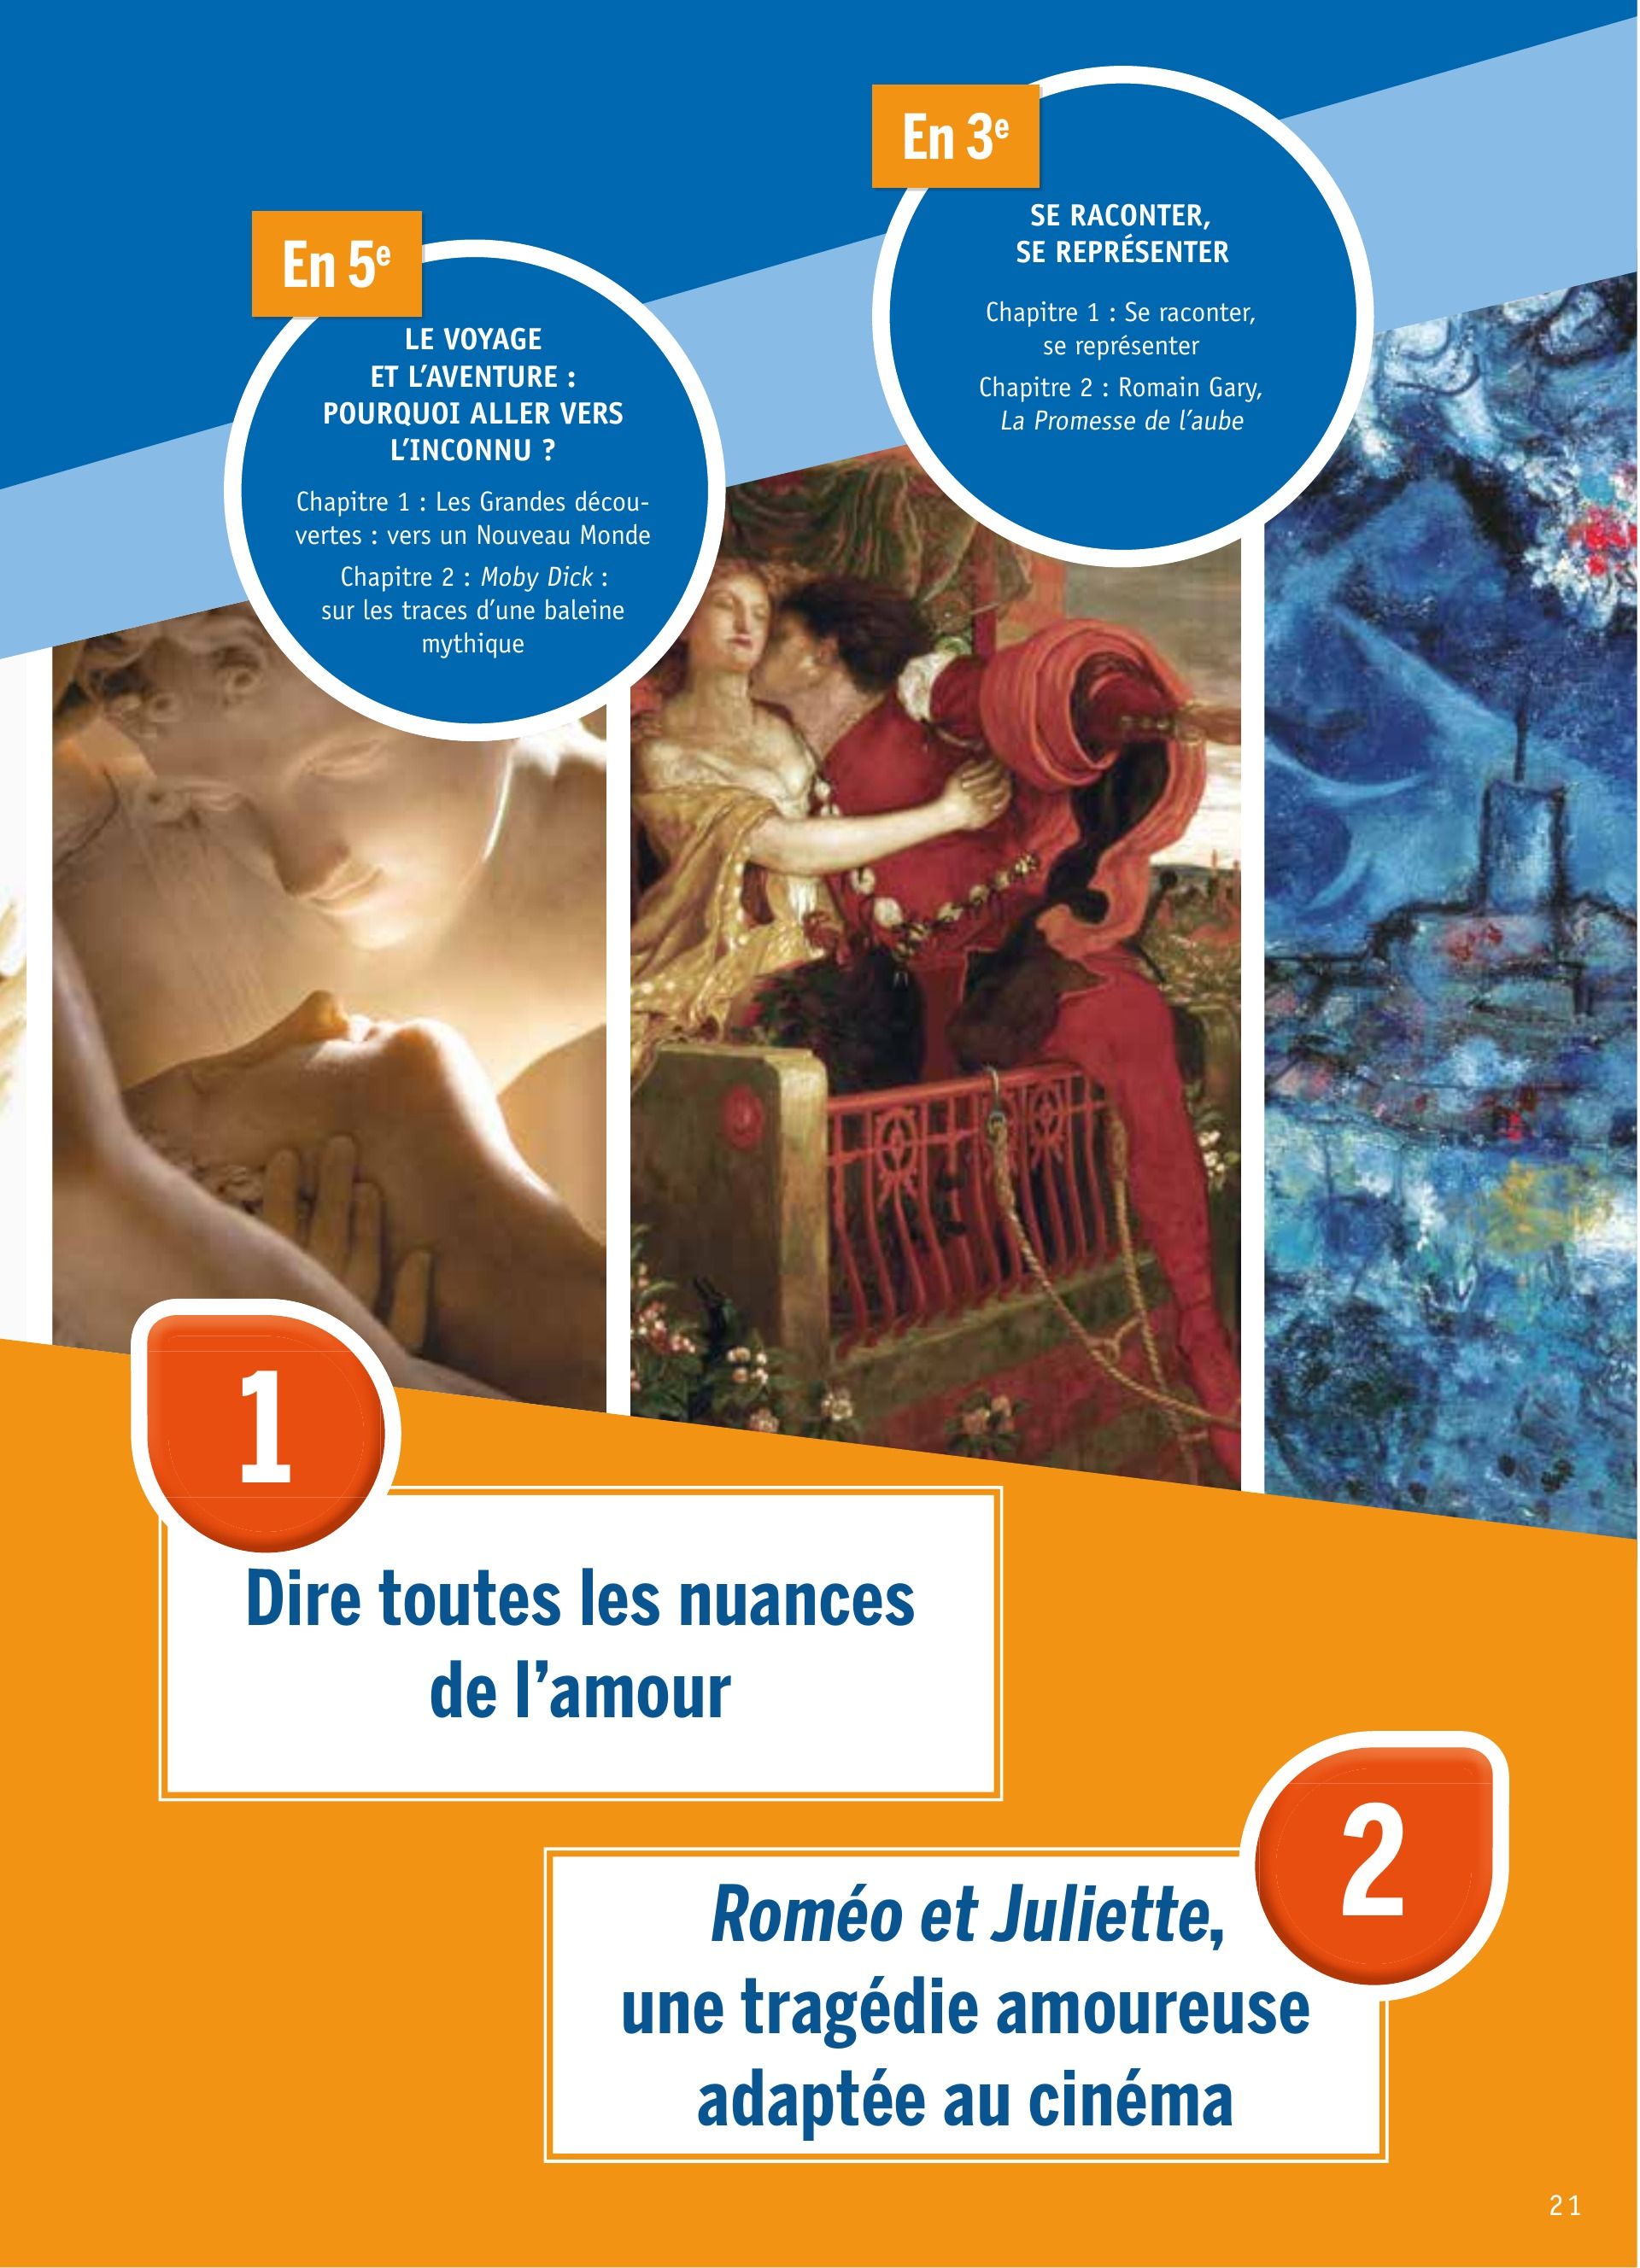 En 5e
LE VOYAGE
ET L’AVENTURE :
POURQUOI ALLER VERS
L’INCONNU ?
Chapitre 1 : Les Grandes décou-
vertes : vers un Nouveau Monde
Chapitre 2 : Moby Dick :
sur les traces d’une baleine
mythique
En 3e
SE RACONTER,
SE REPRÉSENTER
Chapitre 1 : Se raconter,
se représenter
Chapitre 2 : Romain Gary,
La Promesse de l’aube
1
Dire toutes les nuances
de l’amour
2
Roméo et Juliette,
une tragédie amoureuse
adaptée au cinéma
21